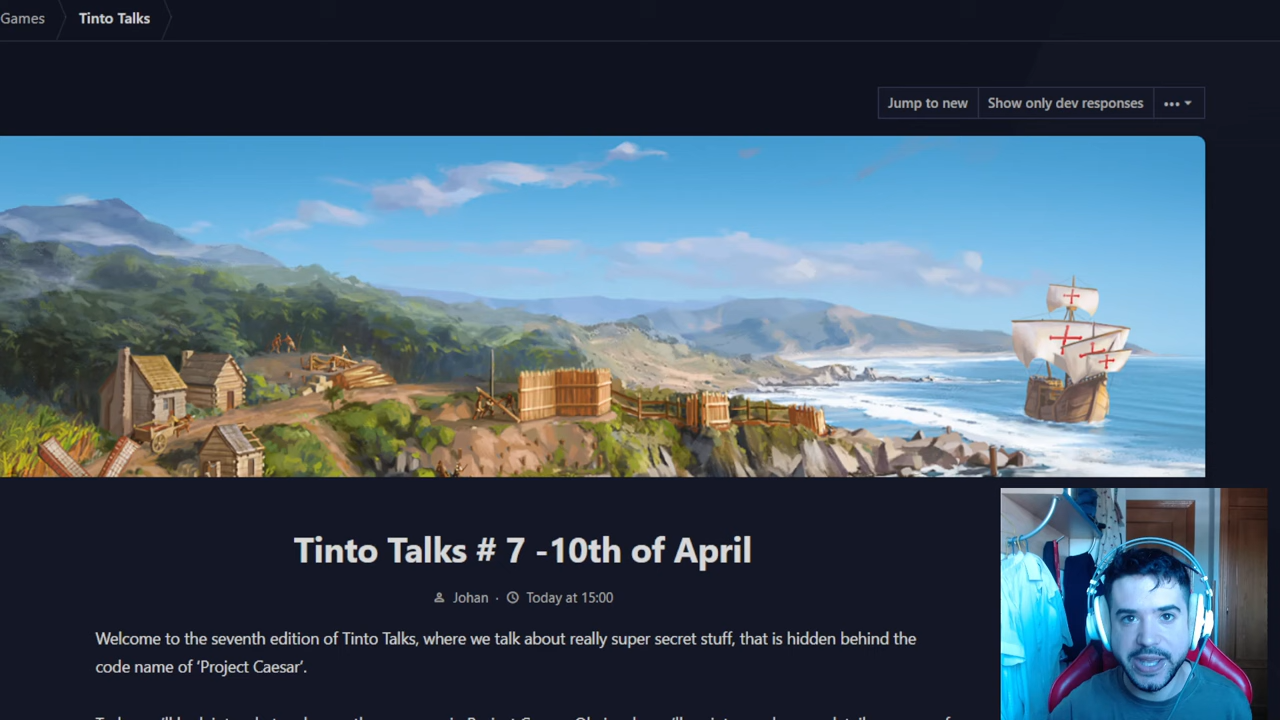 Games
Tinto Talks
Jump to new
Show only dev responses
Tinto Talks # 7 -10th of April
Johan · Today at 15:00
Welcome to the seventh edition of Tinto Talks, where we talk about really super secret stuff, that is hidden behind the
code name of ‘Project Caesar’.